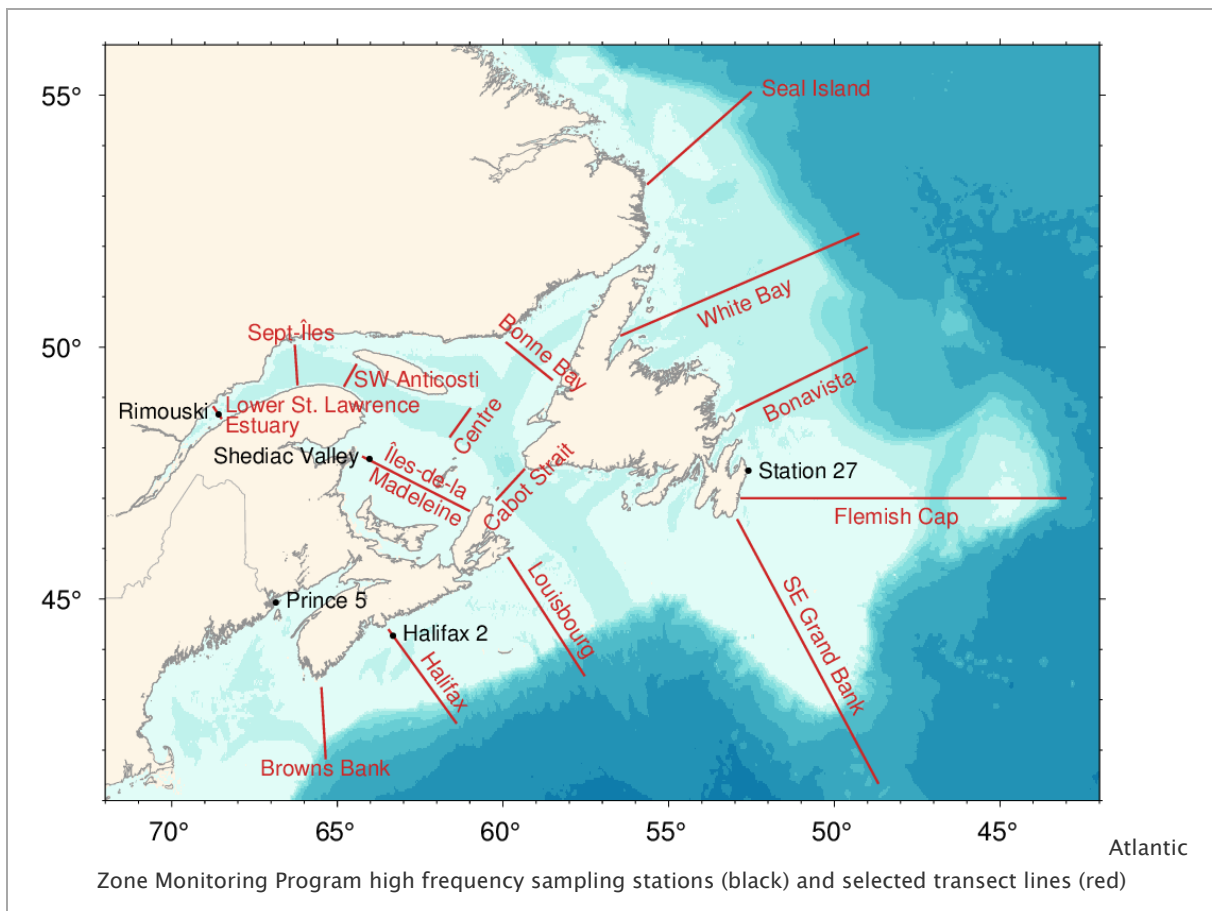 55°
Seal Island
White Bay
50°
Sept-Îles
Bonne Bay
SW Anticosti
Bonavista
Rimouski
Lower St. Lawrence
Estuary
Centre
Shediac Valley
Îles-de-la
Madeleine
Cabot Strait
Station 27
Flemish Cap
45°
Prince 5
Louisbourg
SE Grand Bank
Halifax 2
Halifax
Browns Bank
70°
65°
60°
55°
50°
45°
Atlantic
Zone Monitoring Program high frequency sampling stations (black) and selected transect lines (red)